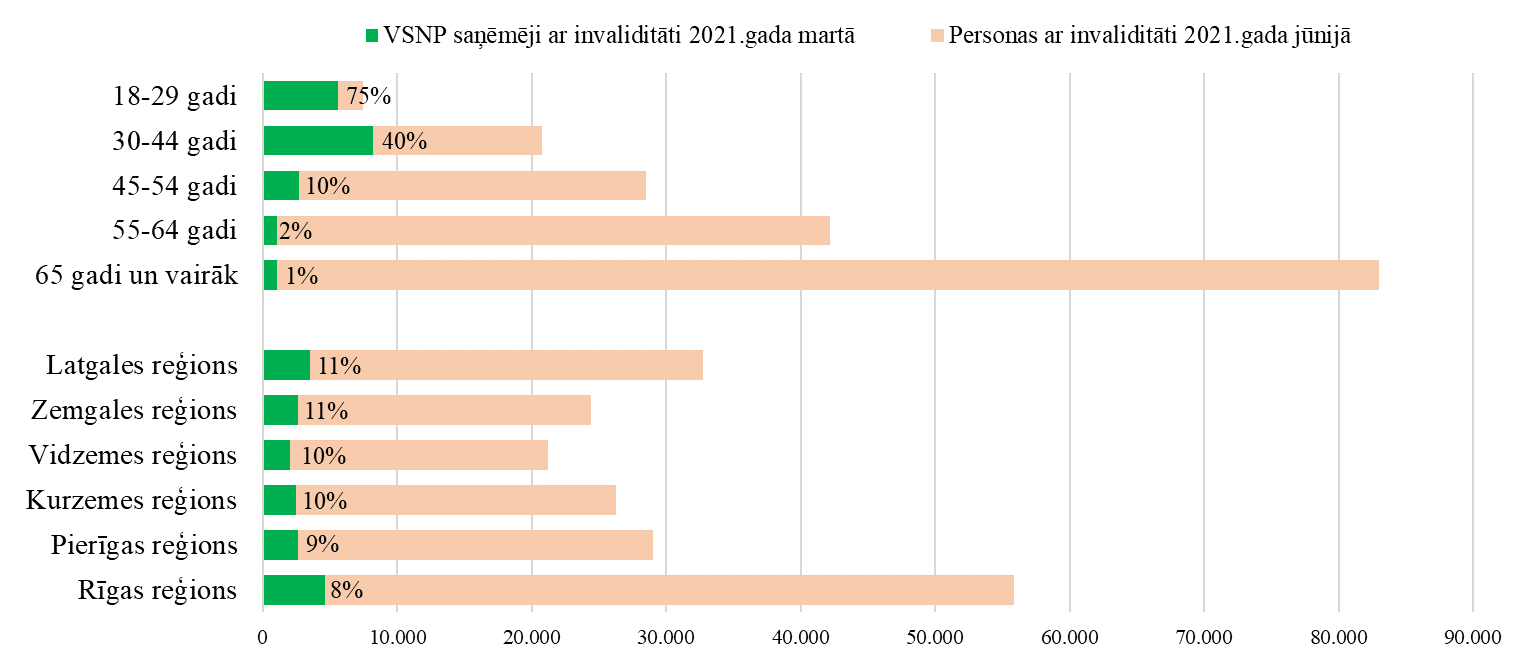 VSNP saņēmēji ar invaliditāti 2021.gada martā Personas ar invaliditāti 2021.gada jūnijā
18-29 gadi 75%
30-44 gadi 40%
45-54 gadi 10%
55-64 gadi 2%
65 gadi un vairāk 1%
Latgales reģions 11%
Zemgales reģions 11%
Vidzemes reģions 10%
Kurzemes reģions 10%
Pierīgas reģions 9%
Rīgas reģions 8%
0 10.000 20.000 30.000 40.000 50.000 60.000 70.000 80.000 90.000